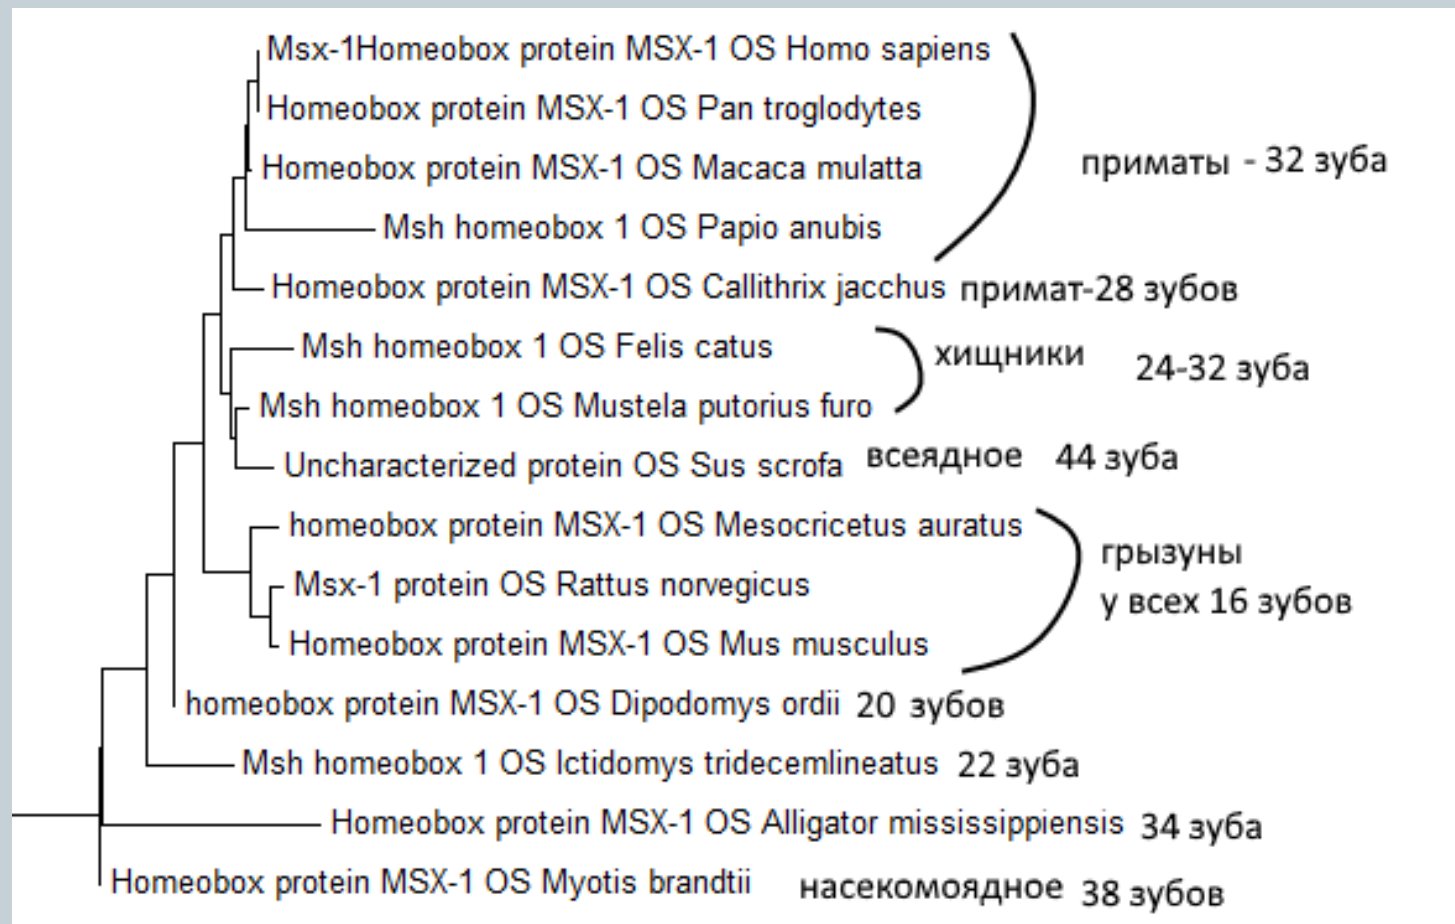 Msx-1Homeobox protein MSX-1 OS Homo sapiens
Homeobox protein MSX-1 OS Pan troglodytes
Homeobox protein MSX-1 OS Macaca mulatta
приматы - 32 зуба
Msh homeobox 1 OS Papio anubis
Homeobox protein MSX-1 OS Callithrix jacchus примат-28 зубов
Msh homeobox 1 OS Felis catus
хищники 24-32 зуба
Msh homeobox 1 OS Mustela putorius furo
Uncharacterized protein OS Sus scrofa всеядное 44 зуба
homeobox protein MSX-1 OS Mesocricetus auratus
грызуны
Msx-1 protein OS Rattus norvegicus
у всех 16 зубов
Homeobox protein MSX-1 OS Mus musculus
homeobox protein MSX-1 OS Dipodomys ordii 20 зубов
Msh homeobox 1 OS Ictidomys tridecemlineatus 22 зуба
Homeobox protein MSX-1 OS Alligator mississippiensis 34 зуба
Homeobox protein MSX-1 OS Myotis brandtii насекомоядное 38 зубов